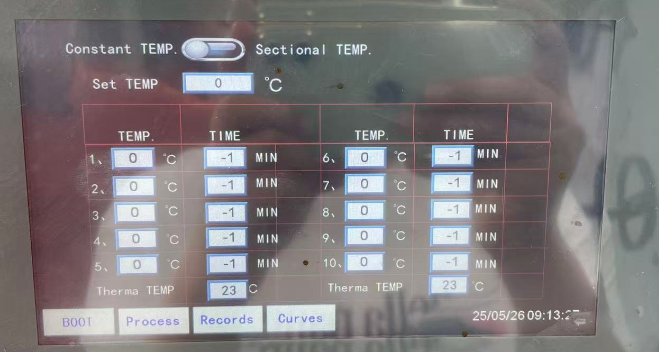 Constant TEMP. Sectional TEMP.
Set TEMP 0 °C
TEMP. TIME TEMP. TIME
1、 0 °C -1 MIN 6、 0 °C -1 MIN
2、 0 °C -1 MIN 7、 0 °C -1 MIN
3、 0 °C -1 MIN 8、 0 °C -1 MIN
4、 0 °C -1 MIN 9、 0 °C -1 MIN
5、 0 °C -1 MIN 10、 0 °C -1 MIN
Therma TEMP 23 C Therma TEMP 23 °C
BOOT Process Records Curves 25/05/26 09:13: